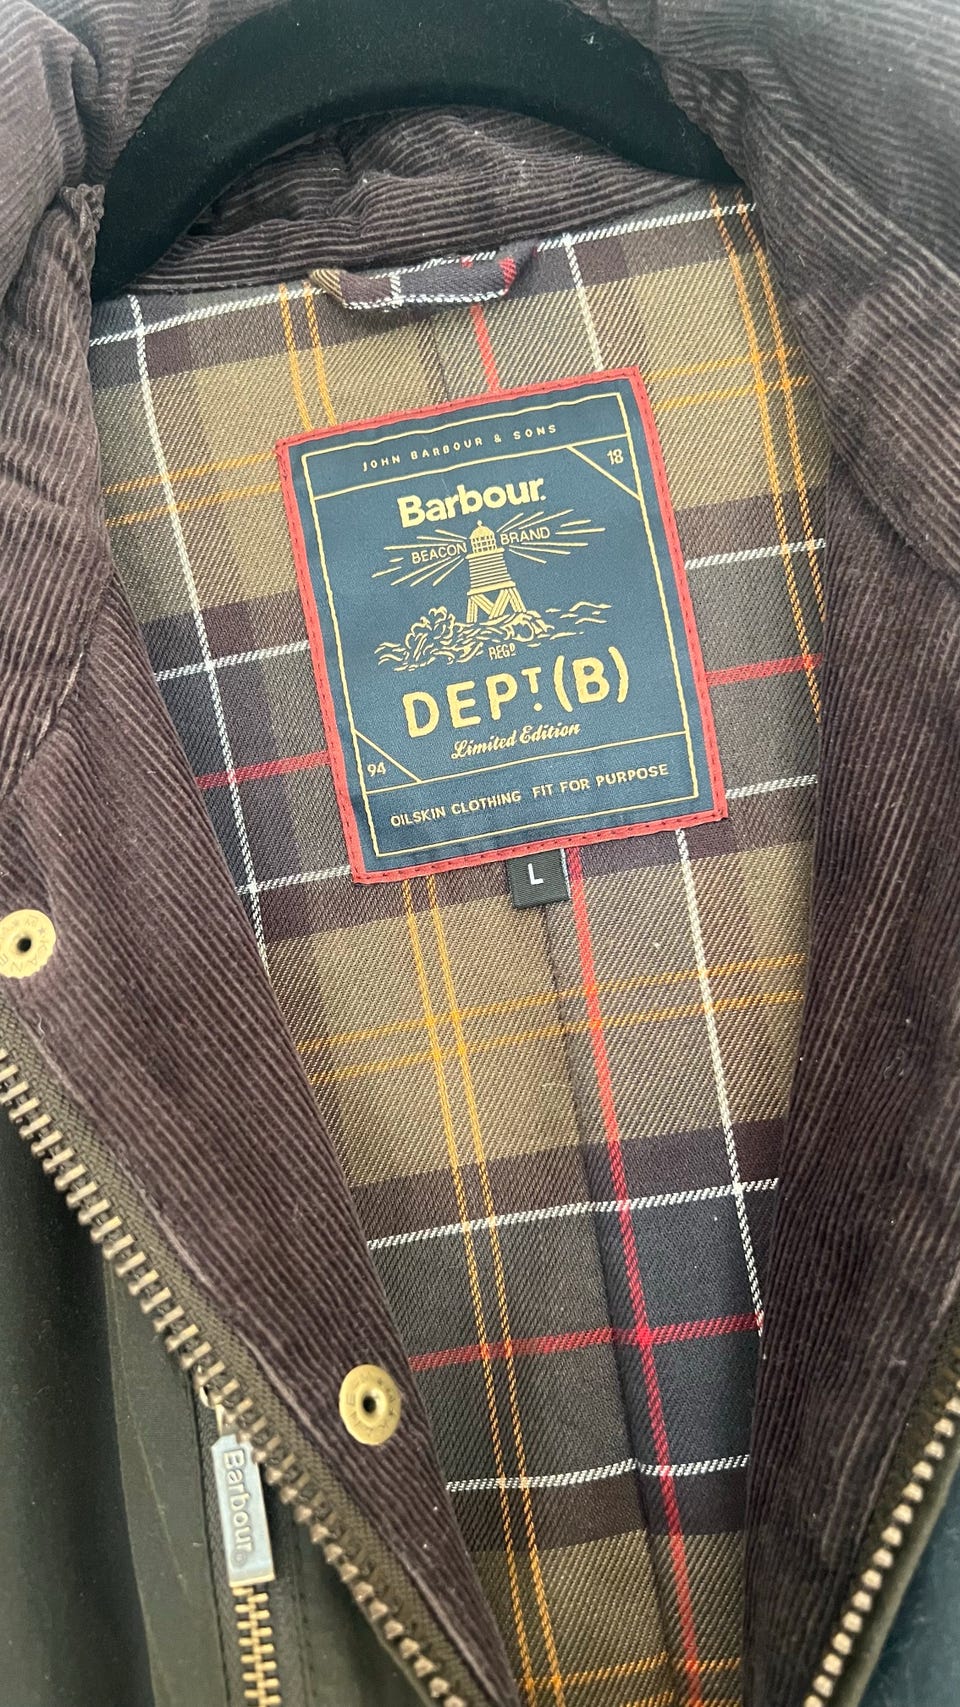 JOHN BARBOUR & SONS
18
Barbour.
BEACON BRAND
REGD
DEPT. (B)
Limited Edition
94
OILSKIN CLOTHING FIT FOR PURPOSE
L
Barbour.